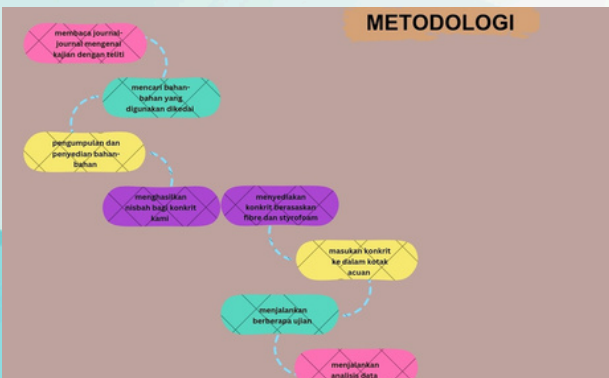 METODOLOGI
membaca journal-
journal mengenai
kajian dengan teliti
mencari bahan-
bahan yang
digunakan dikedai
pengumpulan dan
penyedian bahan-
bahan
menghasilkan
nisbah bagi konkrit
kami
menyediakan
konkrit berasaskan
fibre dan styrofoam
masukan konkrit
ke dalam kotak
acuan
menjalankan
berberapa ujian
menjalankan
analisis data